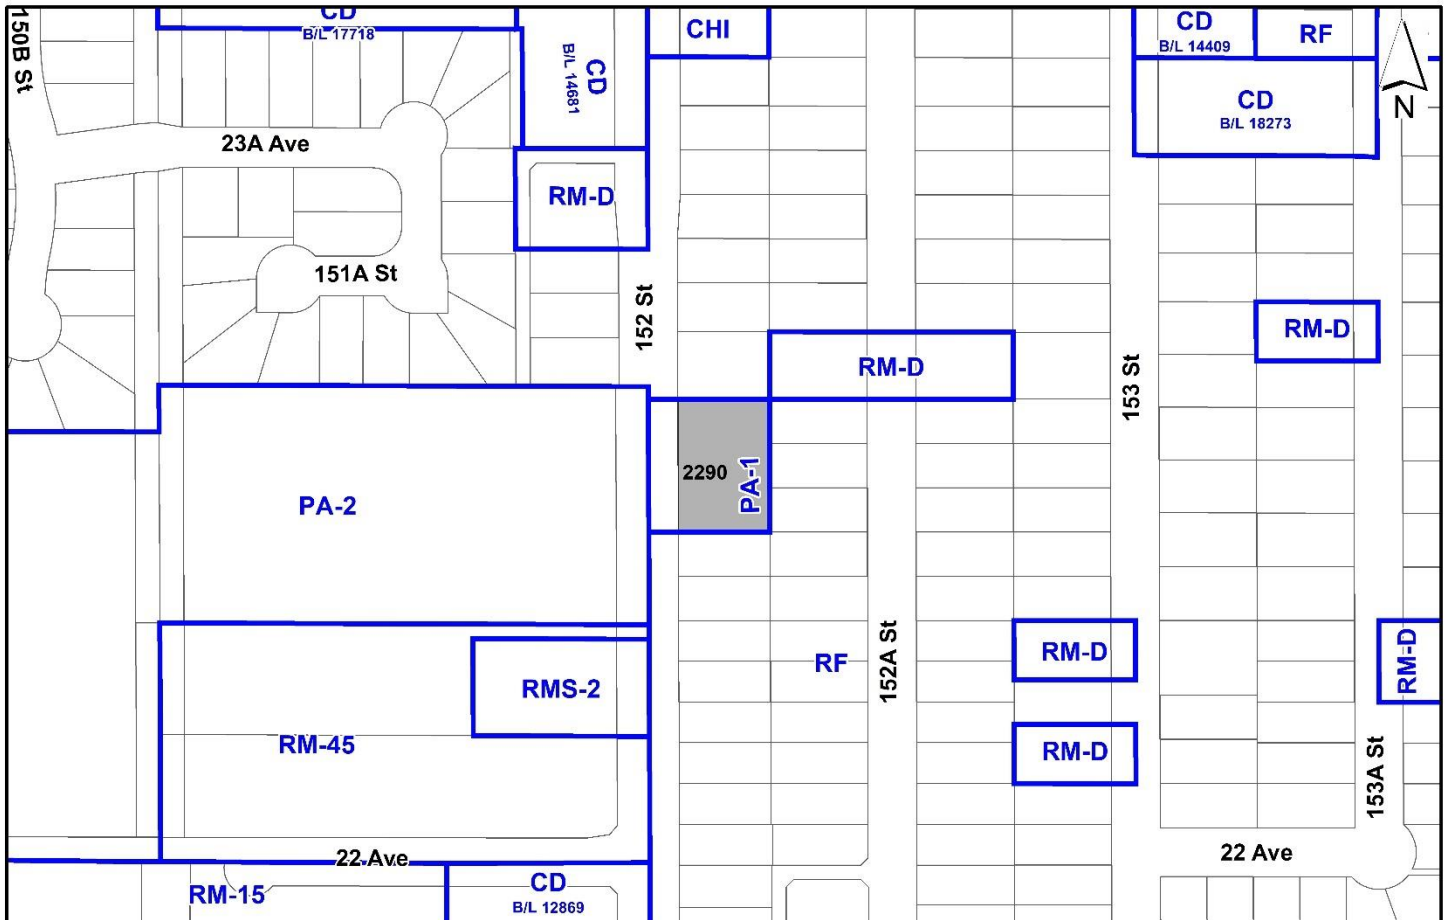 150B St
CD
B/L 17718
CD
B/L 14681
CHI
CD
B/L 14409
RF
N
CD
B/L 18273
23A Ave
RM-D
151A St
152 St
RM-D
RM-D
153 St
2290
PA-1
PA-2
RMS-2
RM-45
RF
152A St
RM-D
RM-D
RM-D
153A St
22 Ave
22 Ave
RM-15
CD
B/L 12869